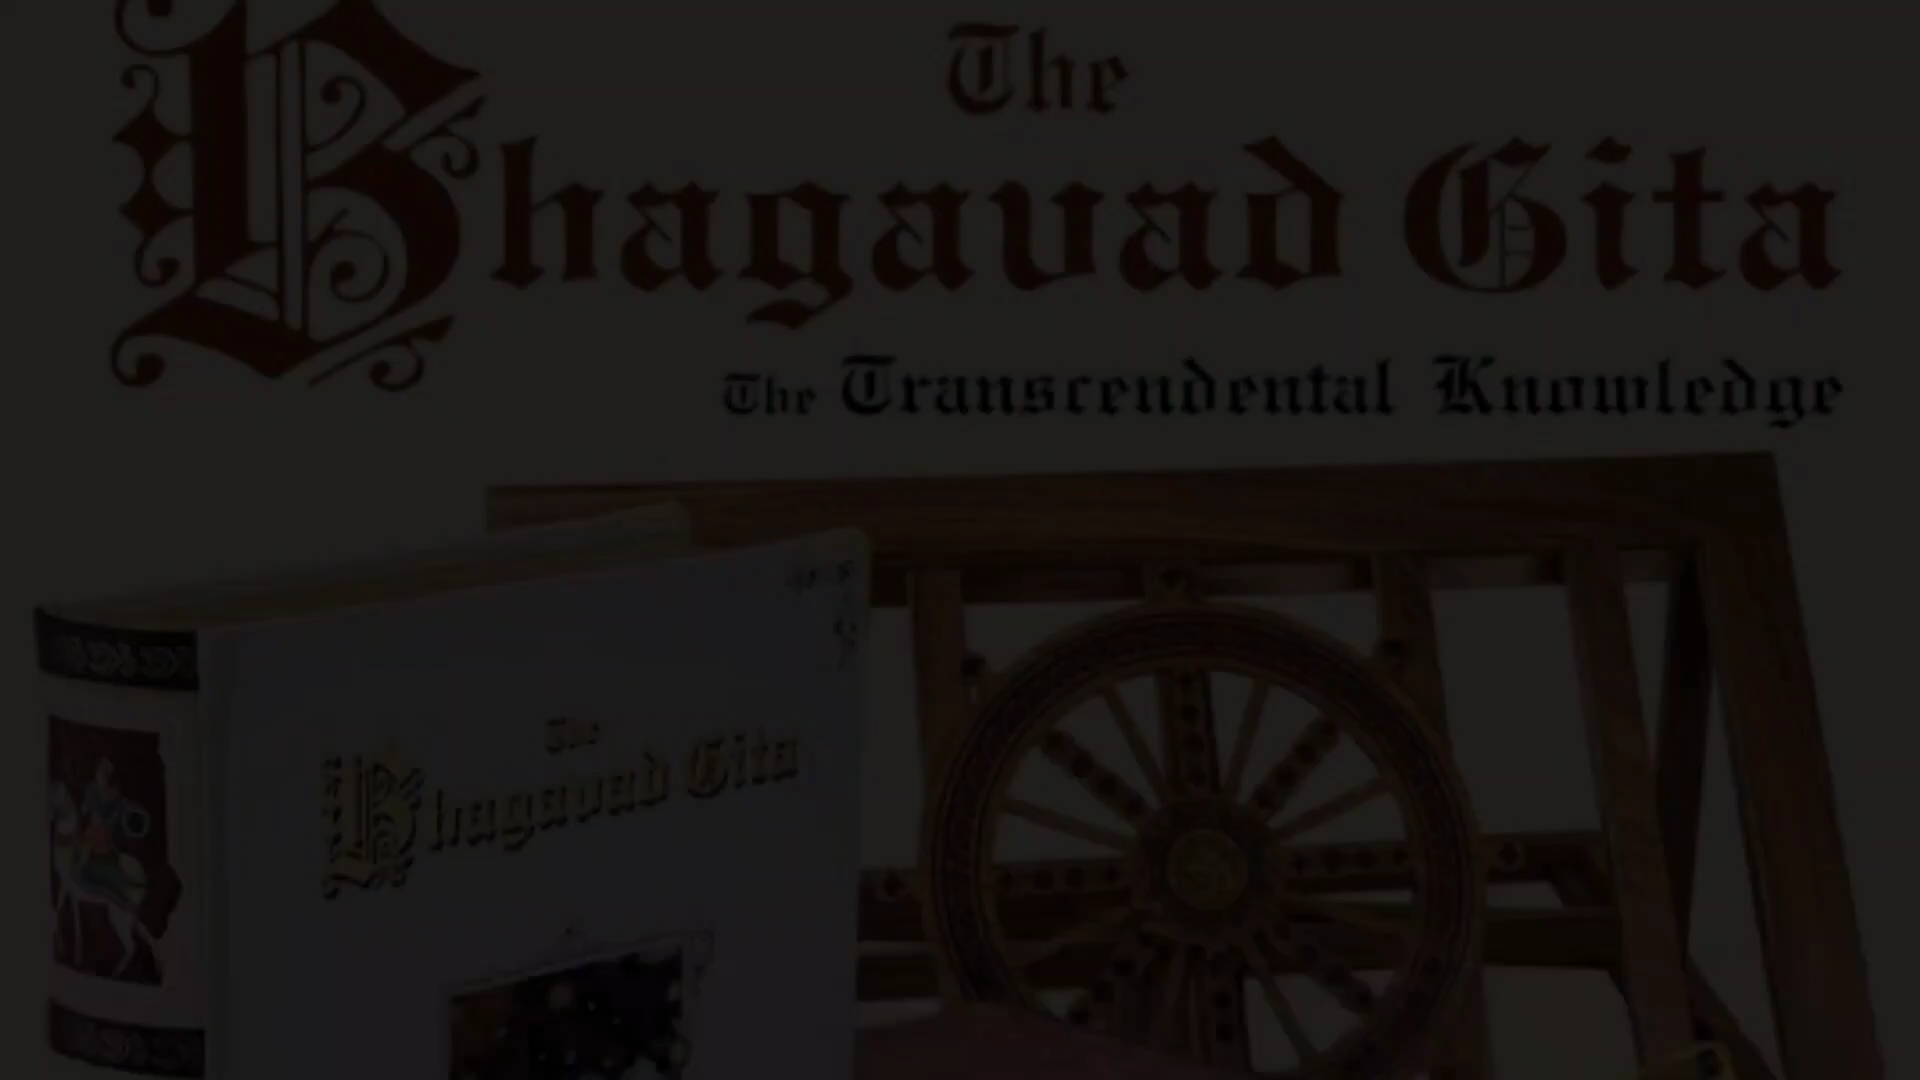 The
Bhagavad Gita
The Transcendental Knowledge
The
Bhagavad Gita